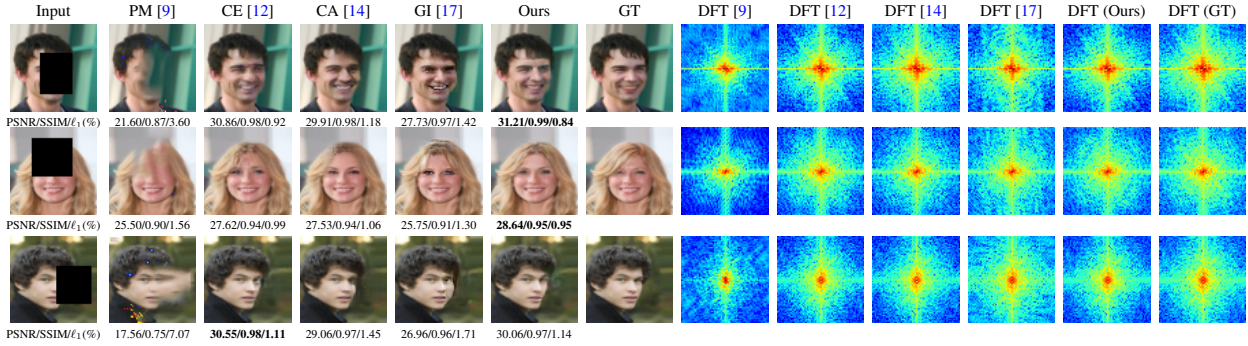 Input PM [9] CE [12] CA [14] GI [17] Ours GT DFT [9] DFT [12] DFT [14] DFT [17] DFT (Ours) DFT (GT)
PSNR/SSIM/ℓ₁(%) 21.60/0.87/3.60 30.86/0.98/0.92 29.91/0.98/1.18 27.73/0.97/1.42 31.21/0.99/0.84
PSNR/SSIM/ℓ₁(%) 25.50/0.90/1.56 27.62/0.94/0.99 27.53/0.94/1.06 25.75/0.91/1.30 28.64/0.95/0.95
PSNR/SSIM/ℓ₁(%) 17.56/0.75/7.07 30.55/0.98/1.11 29.06/0.97/1.45 26.96/0.96/1.71 30.06/0.97/1.14